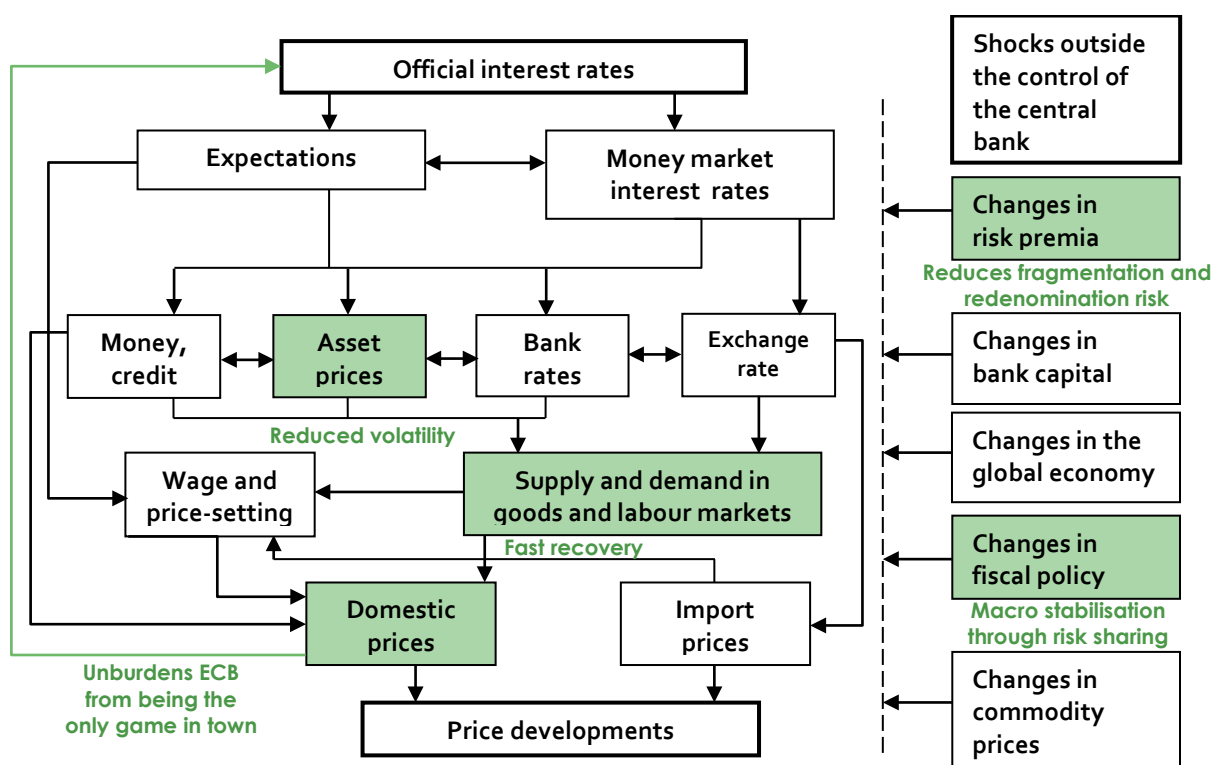 Official interest rates
Expectations
Money market
interest rates
Money,
credit
Asset
prices
Bank
rates
Exchange
rate
Reduced volatility
Wage and
price-setting
Supply and demand in
goods and labour markets
Fast recovery
Domestic
prices
Import
prices
Unburdens ECB
from being the
only game in town
Price developments
Shocks outside
the control of
the central
bank
Changes in
risk premia
Reduces fragmentation and
redenomination risk
Changes in
bank capital
Changes in the
global economy
Changes in
fiscal policy
Macro stabilisation
through risk sharing
Changes in
commodity
prices